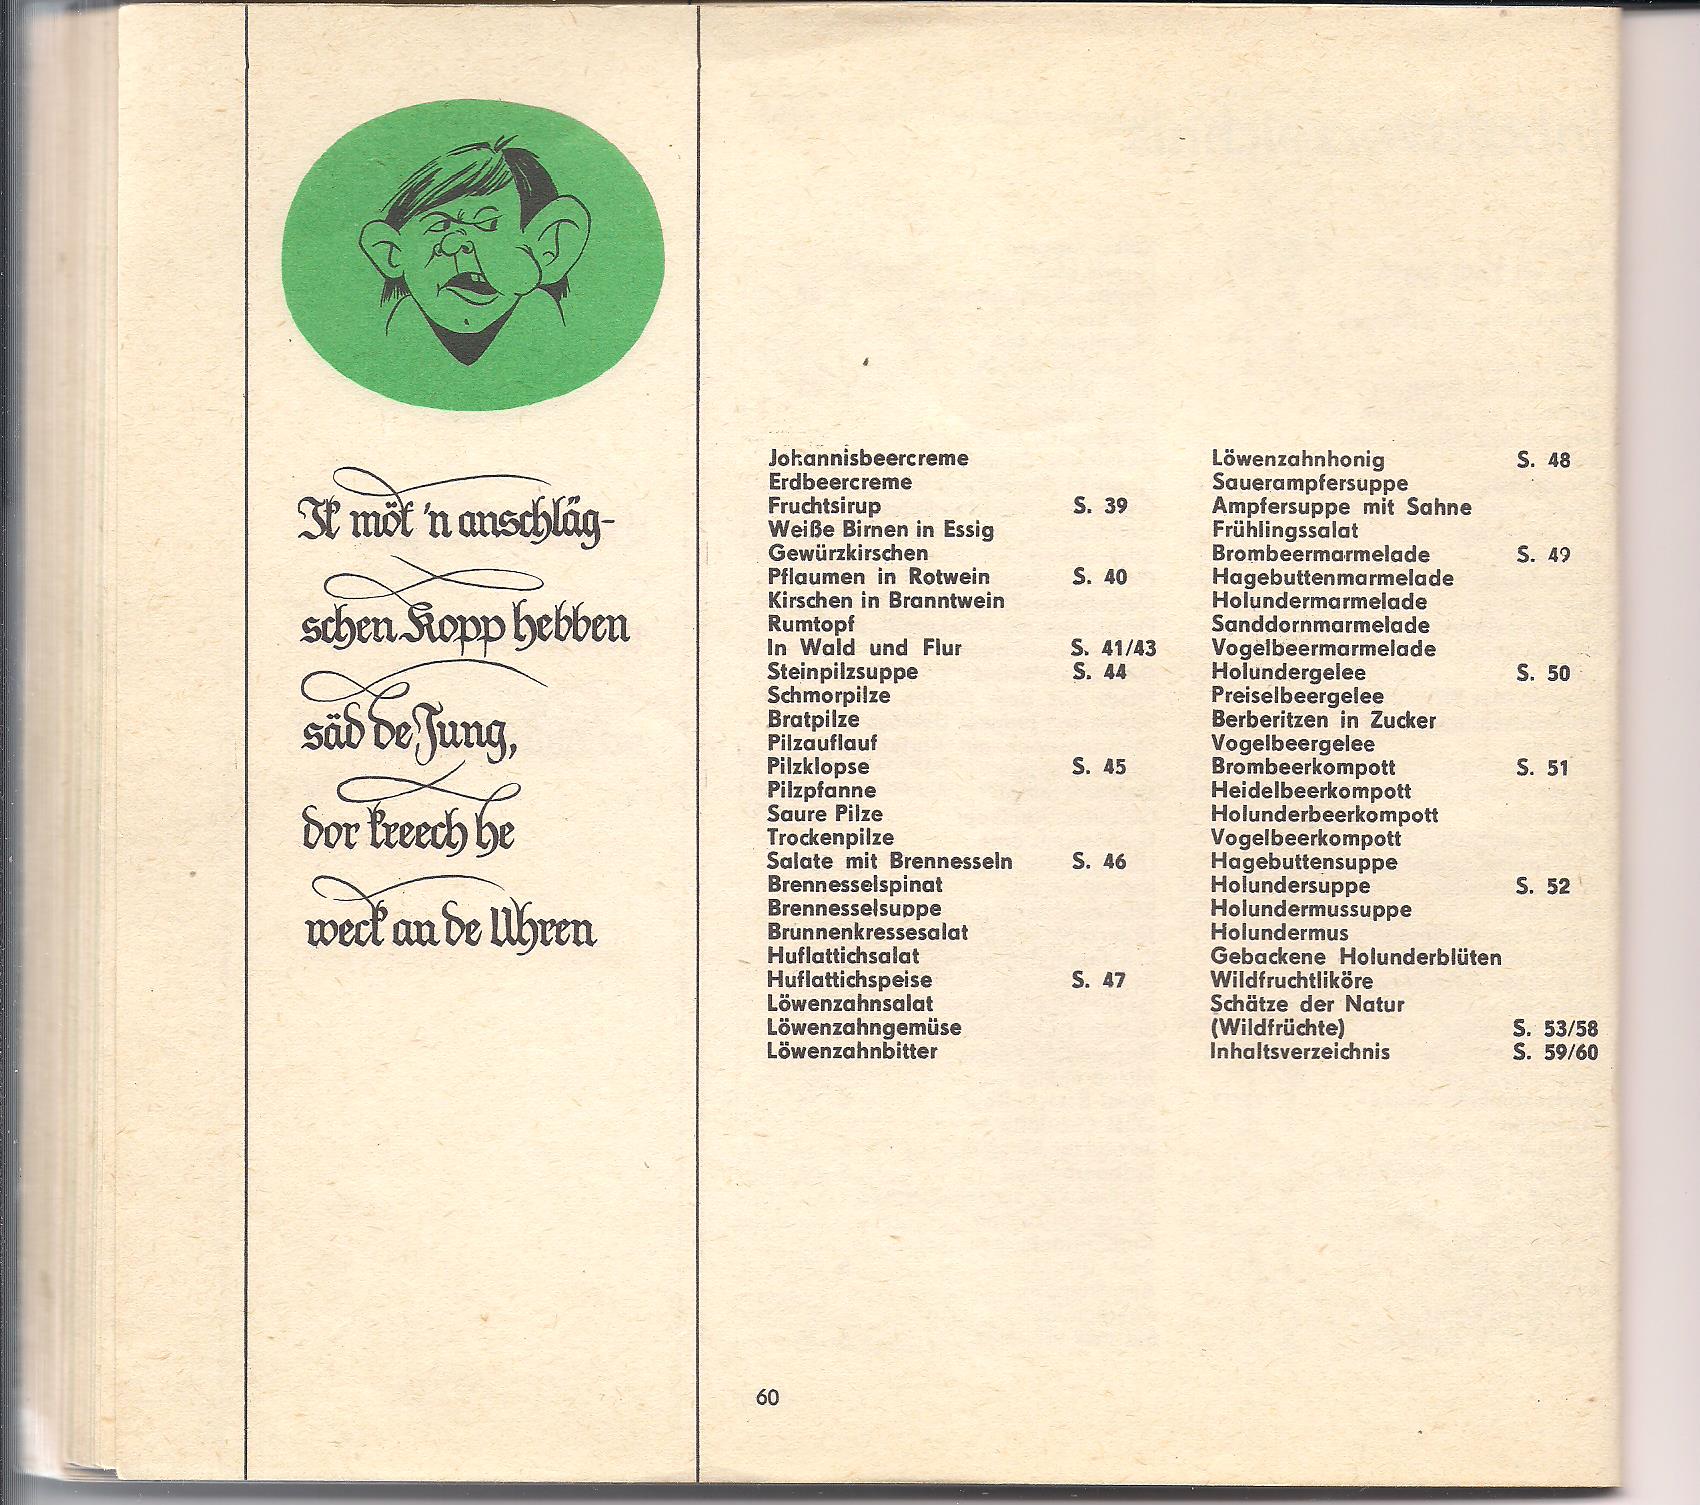 Ik möt 'n anschläg-
schen Kopp hebben
säd de Jung,
dor kreech he
weck an de Uhren
Johannisbeercreme
Erdbeercreme
Fruchtsirup S. 39
Weiße Birnen in Essig
Gewürzkirschen
Pflaumen in Rotwein S. 40
Kirschen in Branntwein
Rumtopf
In Wald und Flur S. 41/43
Steinpilzsuppe S. 44
Schmorpilze
Bratpilze
Pilzauflauf
Pilzklopse S. 45
Pilzpfanne
Saure Pilze
Trockenpilze
Salate mit Brennesseln S. 46
Brennesselspinat
Brennesselsuppe
Brunnenkressesalat
Huflattichsalat
Huflattichspeise S. 47
Löwenzahnsalat
Löwenzahngemüse
Löwenzahnbitter
Löwenzahnhonig S. 48
Sauerampfersuppe
Ampfersuppe mit Sahne
Frühlingssalat
Brombeermarmelade S. 49
Hagebuttenmarmelade
Holundermarmelade
Sanddornmarmelade
Vogelbeermarmelade
Holundergelee S. 50
Preiselbeergelee
Berberitzen in Zucker
Vogelbeergelee
Brombeerkompott S. 51
Heidelbeerkompott
Holunderbeerkompott
Vogelbeerkompott
Hagebuttensuppe
Holundersuppe S. 52
Holundermussuppe
Holundermus
Gebackene Holunderblüten
Wildfruchtliköre
Schätze der Natur
(Wildfrüchte) S. 53/58
Inhaltsverzeichnis S. 59/60
60